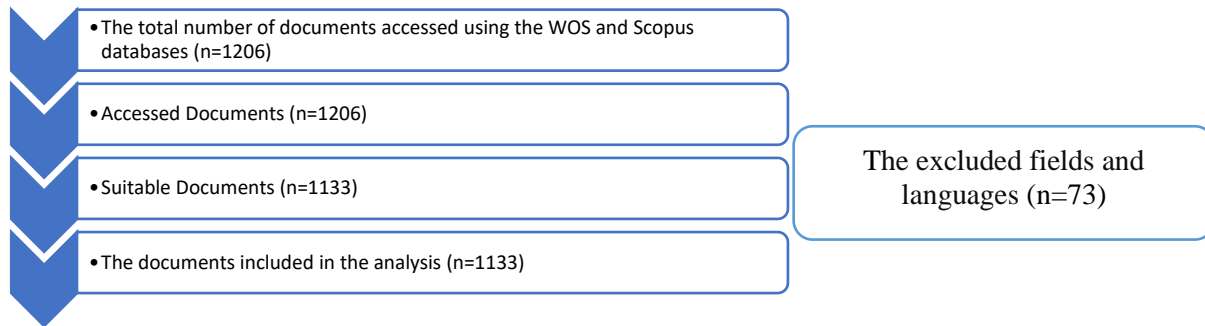 •The total number of documents accessed using the WOS and Scopus
databases (n=1206)
•Accessed Documents (n=1206)
•Suitable Documents (n=1133)
The excluded fields and
languages (n=73)
•The documents included in the analysis (n=1133)